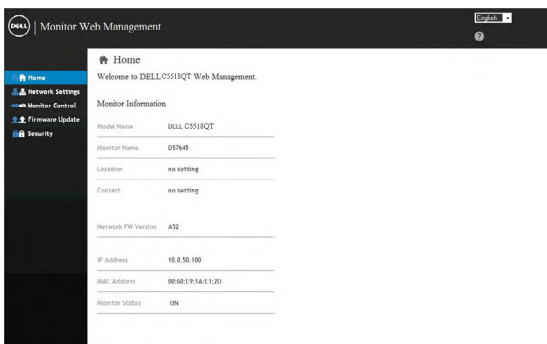 DELL
Monitor Web Management
English
?
Home
Network Settings
Monitor Control
Firmware Update
Security
Home
Welcome to DELL C5518QT Web Management.
Monitor Information
Model Name DELL C5518QT
Monitor Name
Location no setting
Contact no setting
Network FW Version A52
IP Address 10.0.50.100
MAC Address
Monitor Status ON